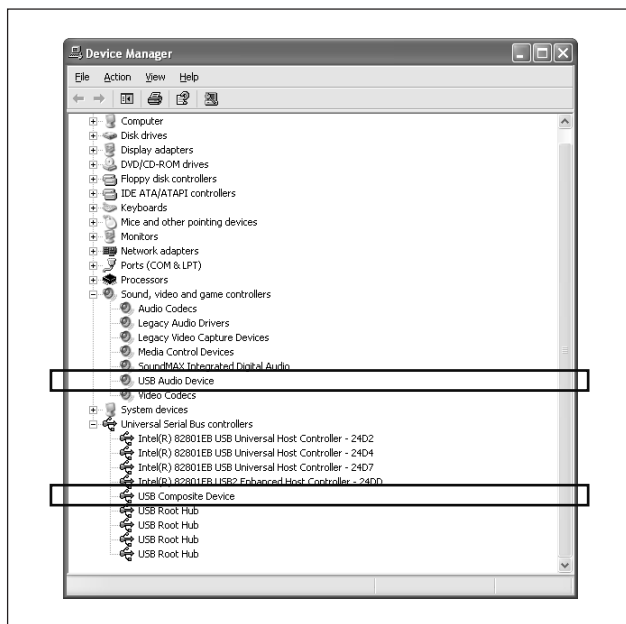 Device Manager
File Action View Help
Computer
Disk drives
Display adapters
DVD/CD-ROM drives
Floppy disk controllers
IDE ATA/ATAPI controllers
Keyboards
Mice and other pointing devices
Monitors
Network adapters
Ports (COM & LPT)
Processors
Sound, video and game controllers
Audio Codecs
Legacy Audio Drivers
Legacy Video Capture Devices
Media Control Devices
SoundMAX Integrated Digital Audio
USB Audio Device
Video Codecs
System devices
Universal Serial Bus controllers
Intel(R) 82801EB USB Universal Host Controller - 24D2
Intel(R) 82801EB USB Universal Host Controller - 24D4
Intel(R) 82801EB USB Universal Host Controller - 24D7
Intel(R) 82801EB USB2 Enhanced Host Controller - 24DD
USB Composite Device
USB Root Hub
USB Root Hub
USB Root Hub
USB Root Hub